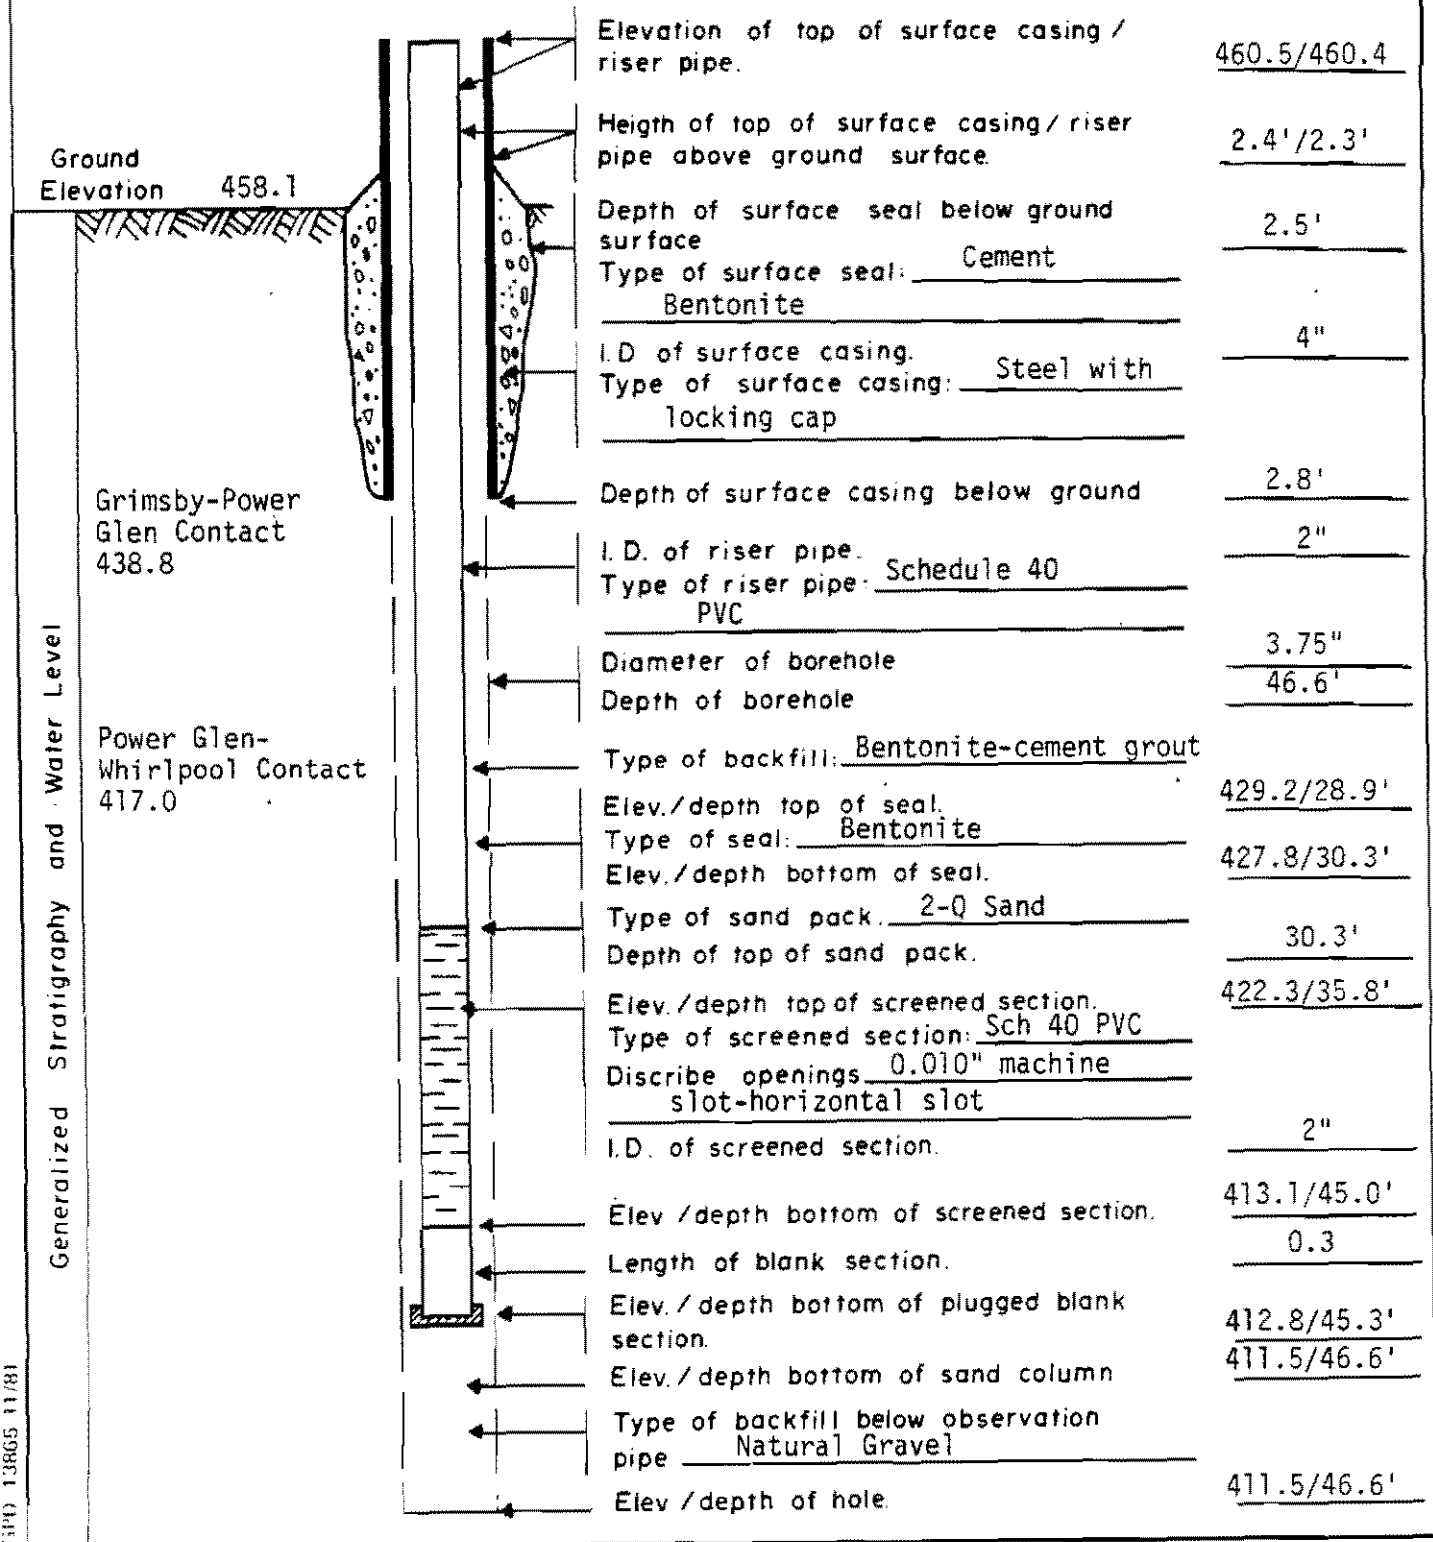 Elevation of top of surface casing /
riser pipe. 460.5/460.4
Heigth of top of surface casing / riser
pipe above ground surface. 2.4'/2.3'
Ground
Elevation 458.1
Depth of surface seal below ground
surface 2.5'
Type of surface seal: Cement
Bentonite
I.D of surface casing. 4"
Type of surface casing: Steel with
locking cap
Depth of surface casing below ground 2.8'
Grimsby-Power
Glen Contact
438.8
I.D. of riser pipe. 2"
Type of riser pipe: Schedule 40
PVC
Diameter of borehole 3.75"
Depth of borehole 46.6'
Power Glen-
Whirlpool Contact
417.0
Type of backfill: Bentonite-cement grout
Elev./depth top of seal. 429.2/28.9'
Type of seal: Bentonite
Elev./depth bottom of seal. 427.8/30.3'
Type of sand pack. 2-Q Sand
Depth of top of sand pack. 30.3'
Elev./depth top of screened section. 422.3/35.8'
Type of screened section: Sch 40 PVC
Discribe openings 0.010" machine
slot-horizontal slot
I.D. of screened section. 2"
Elev /depth bottom of screened section. 413.1/45.0'
Length of blank section. 0.3
Elev./depth bottom of plugged blank
section. 412.8/45.3'
Elev./depth bottom of sand column 411.5/46.6'
Type of backfill below observation
pipe Natural Gravel
Elev /depth of hole. 411.5/46.6'
Generalized Stratigraphy and Water Level
13865 11/81